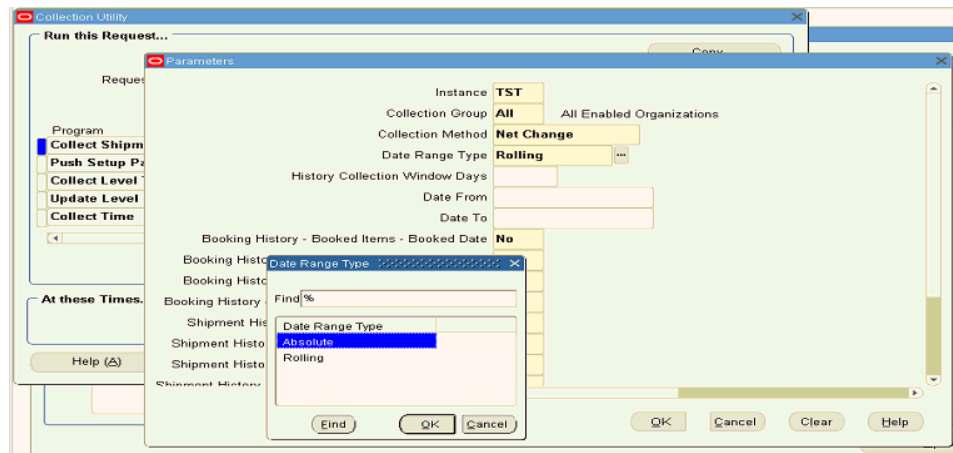 Collection Utility
Run this Request...
Copy
Parameters
Reques
Instance TST
Collection Group All All Enabled Organizations
Program
Collection Method Net Change
Collect Shipm
Date Range Type Rolling ...
Push Setup Pa
History Collection Window Days
Collect Level
Date From
Update Level
Date To
Collect Time
Booking History - Booked Items - Booked Date No
Booking Histo
Date Range Type
Booking Histo
At these Times.
Booking History -
Find %
Shipment His
Date Range Type
Shipment Histo
Absolute
Shipment Histo
Rolling
Help (A)
Shipment History
Find
OK
Cancel
OK
Cancel
Clear
Help